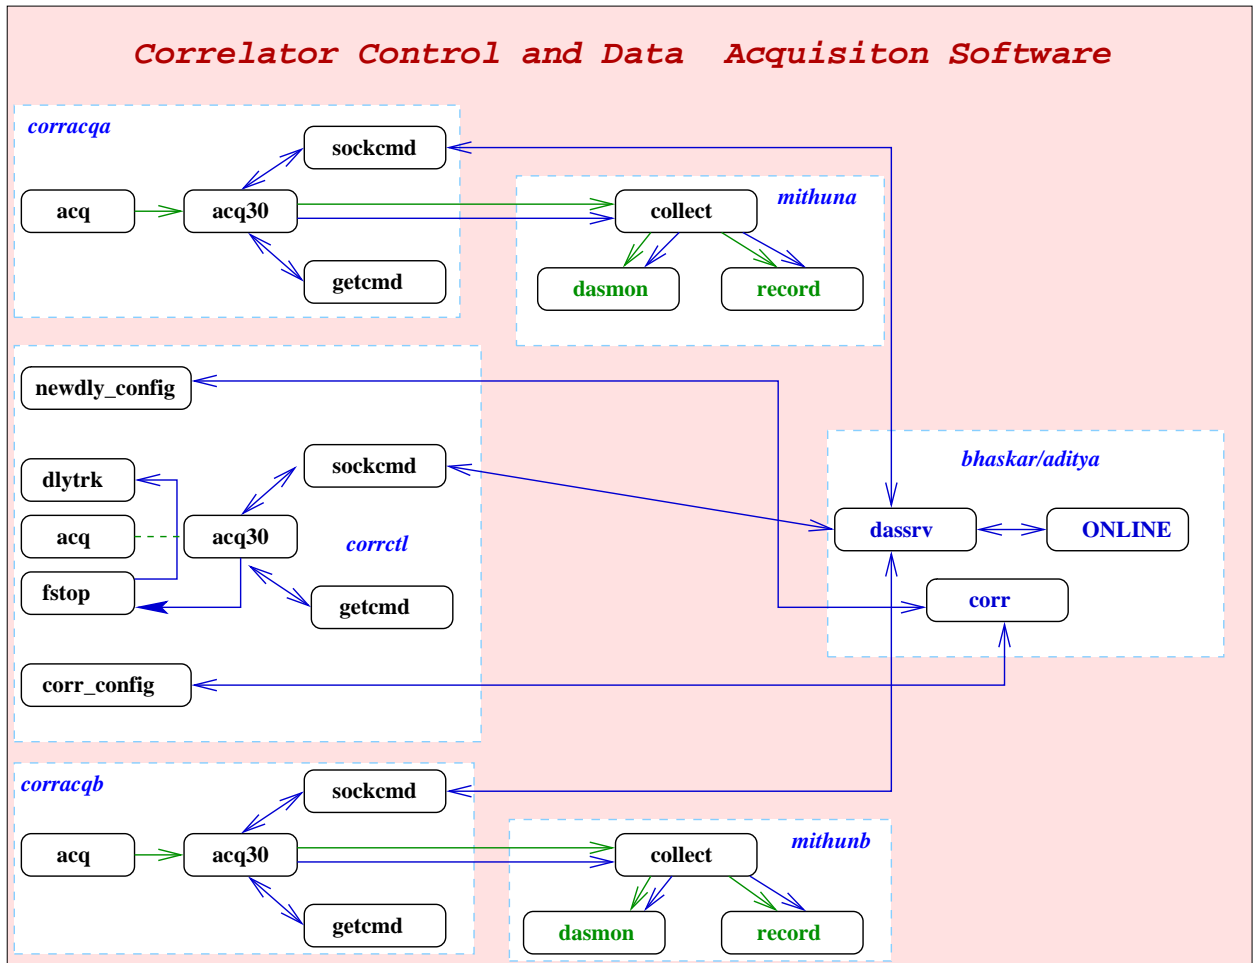 Correlator Control and Data Acquisiton Software
corracqa
sockcmd
acq
acq30
getcmd
mithuna
collect
dasmon
record
newdly_config
dlytrk
acq
fstop
acq30
sockcmd
corrctl
getcmd
corr_config
bhaskar/aditya
dassrv
ONLINE
corr
corracqb
sockcmd
acq
acq30
getcmd
mithunb
collect
dasmon
record